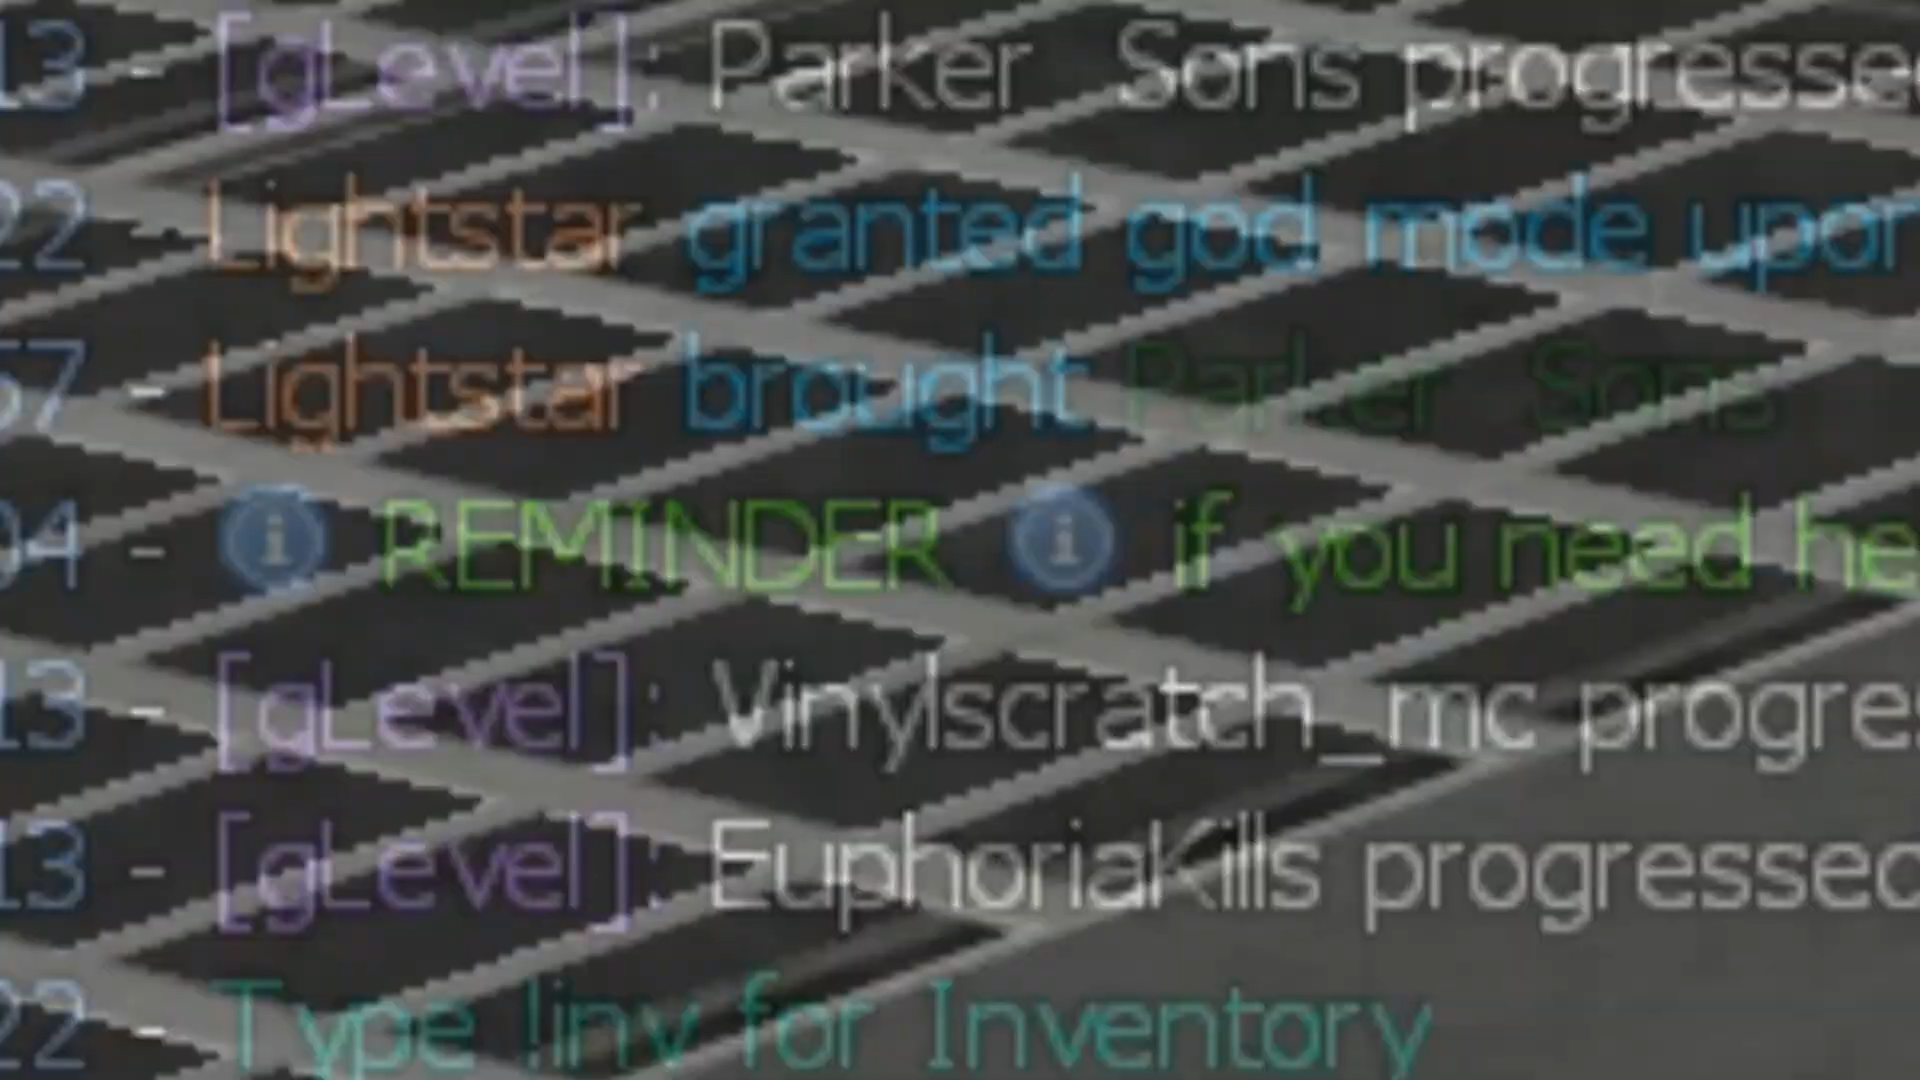 13 - [gLevel]: Parker Sons progressed
22 Lightstar granted god mode upon
57 - Lightstar brought Parker Sons
04 - ℹ REMINDER ℹ if you need he
13 - [gLevel]: Vinylscratch_mc progres
13 - [gLevel]: EuphoriaKills progressed
22 - Type !inv for Inventory